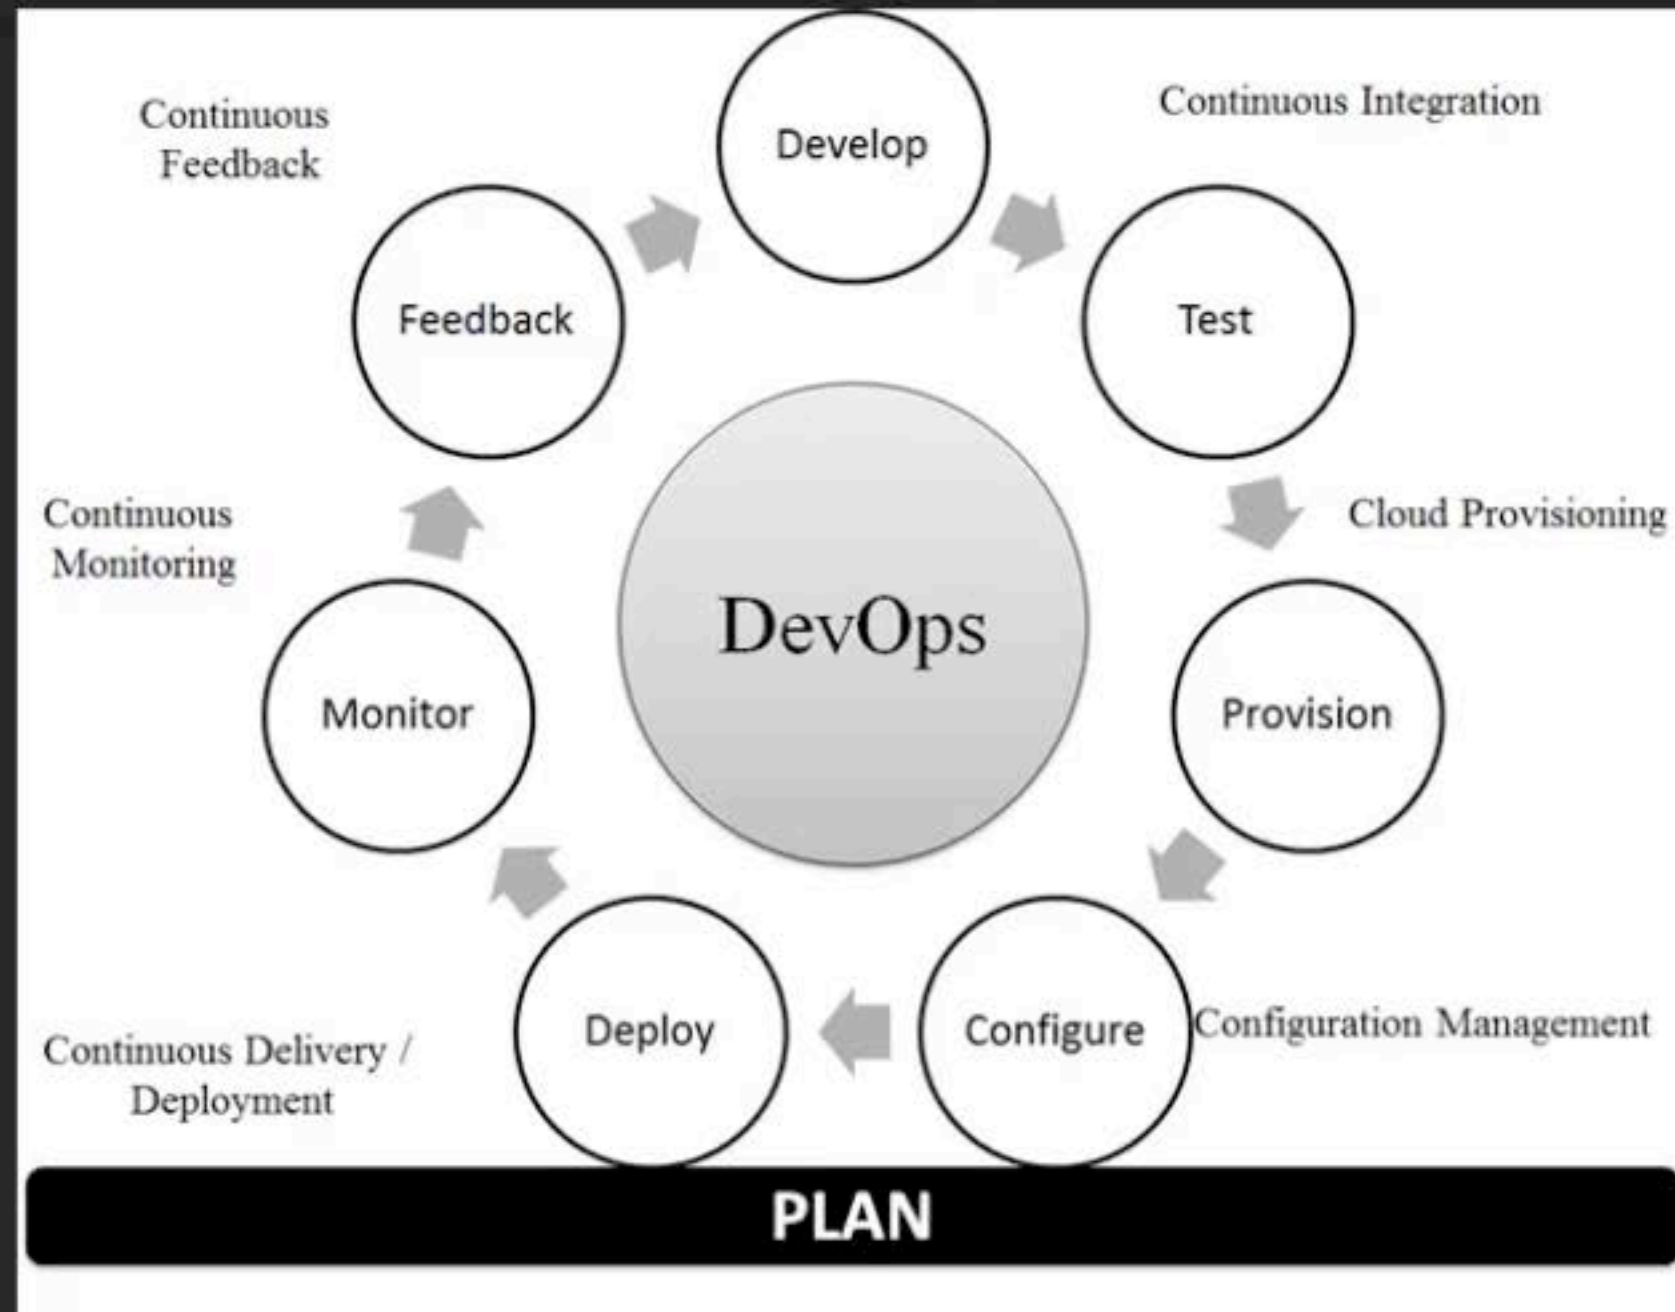 Develop
Continuous Integration
Test
Cloud Provisioning
Provision
Configure
Configuration Management
Deploy
Continuous Delivery /
Deployment
Monitor
Continuous
Monitoring
Feedback
Continuous
Feedback
DevOps
PLAN